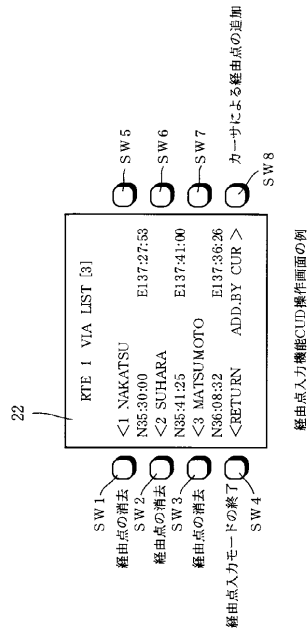 22
RTE 1 VIA LIST [3]
<1 NAKATSU
N35:30:00 E137:27:53
<2 SUHARA
N35:41:25 E137:41:00
<3 MATSUMOTO
N36:08:32 E137:36:26
<RETURN ADD.BY CUR >
SW1
経由点の消去
SW2
経由点の消去
SW3
経由点の消去
経由点入力モードの終了
SW4
SW5
SW6
SW7
カーサによる経由点の追加
SW8
経由点入力機能CUD操作画面の例